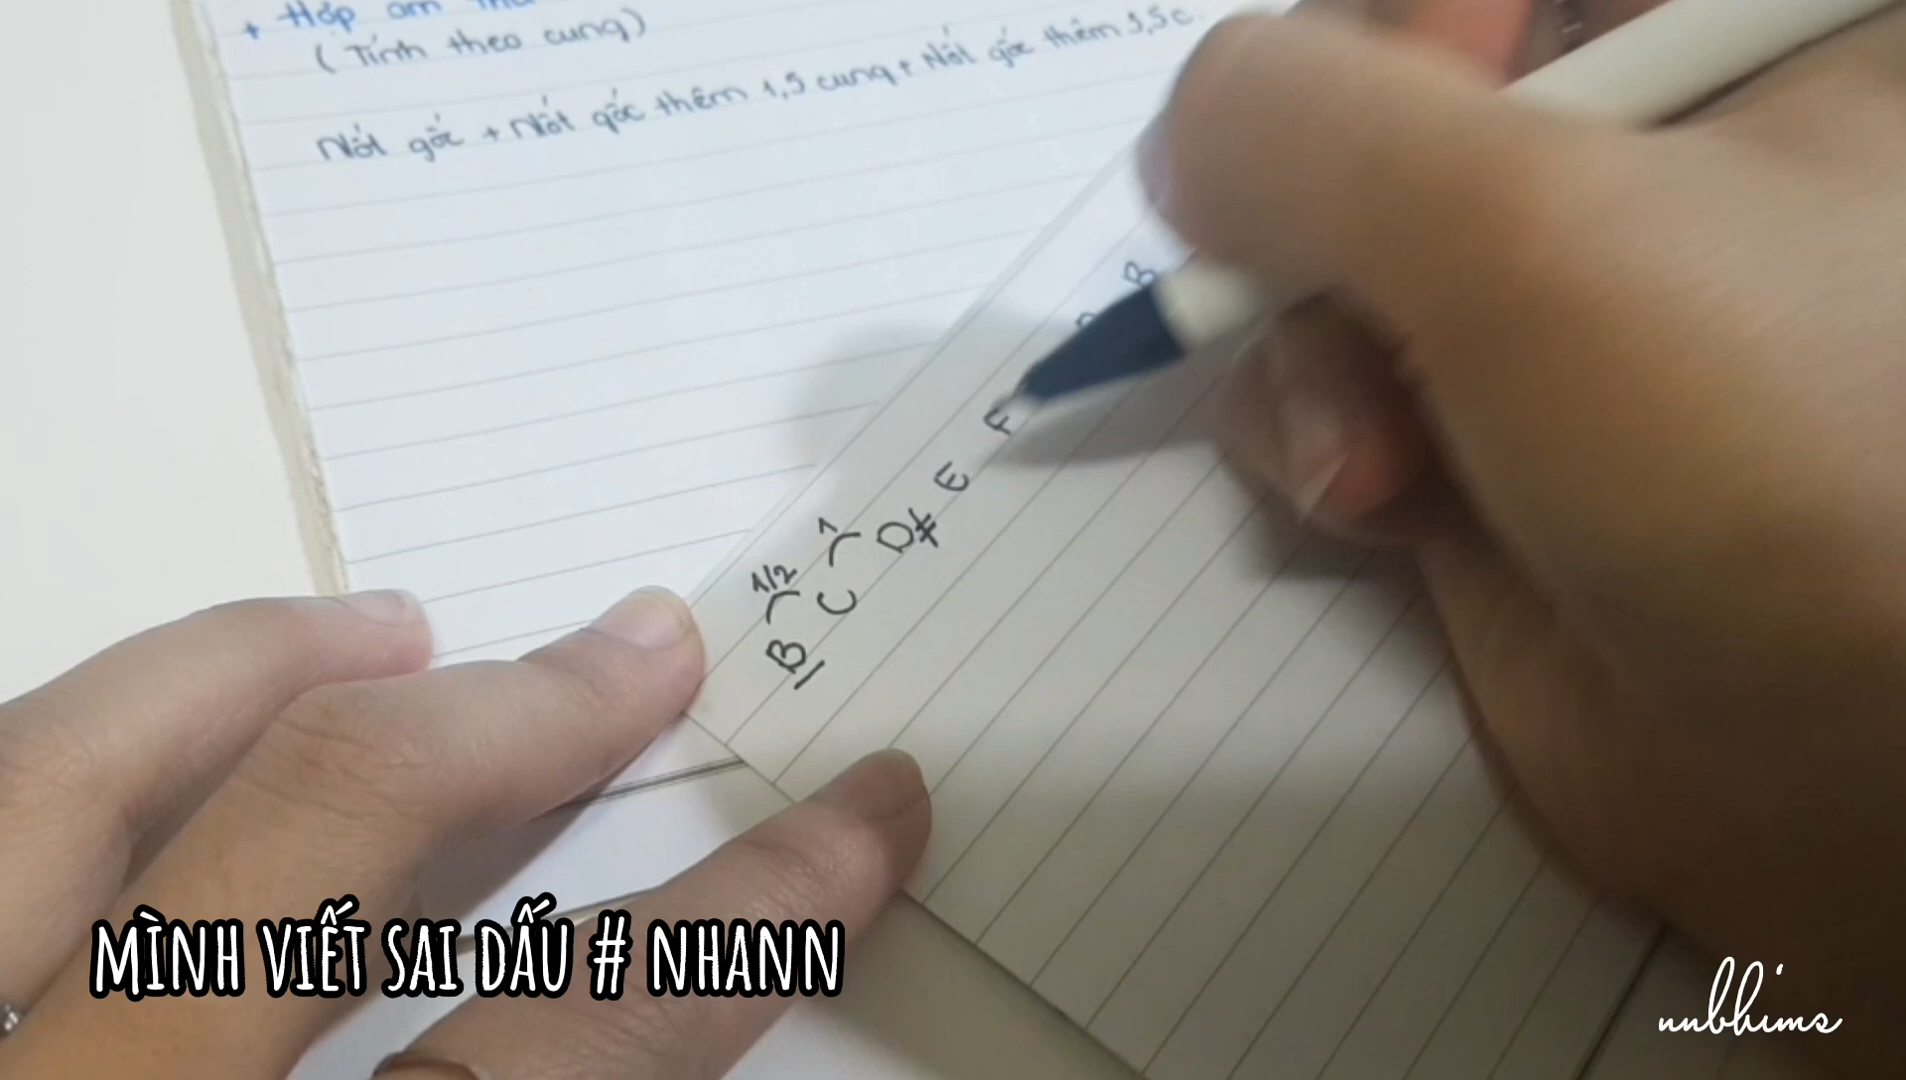 + Hợp âm thứ
(Tính theo cung)
Nốt gốc + Nốt gốc thêm 1,5 cung + Nốt gốc thêm 3,5 c
1/2 1
B C D# E F B
MÌNH VIẾT SAI DẤU # NHANN
nnbhims